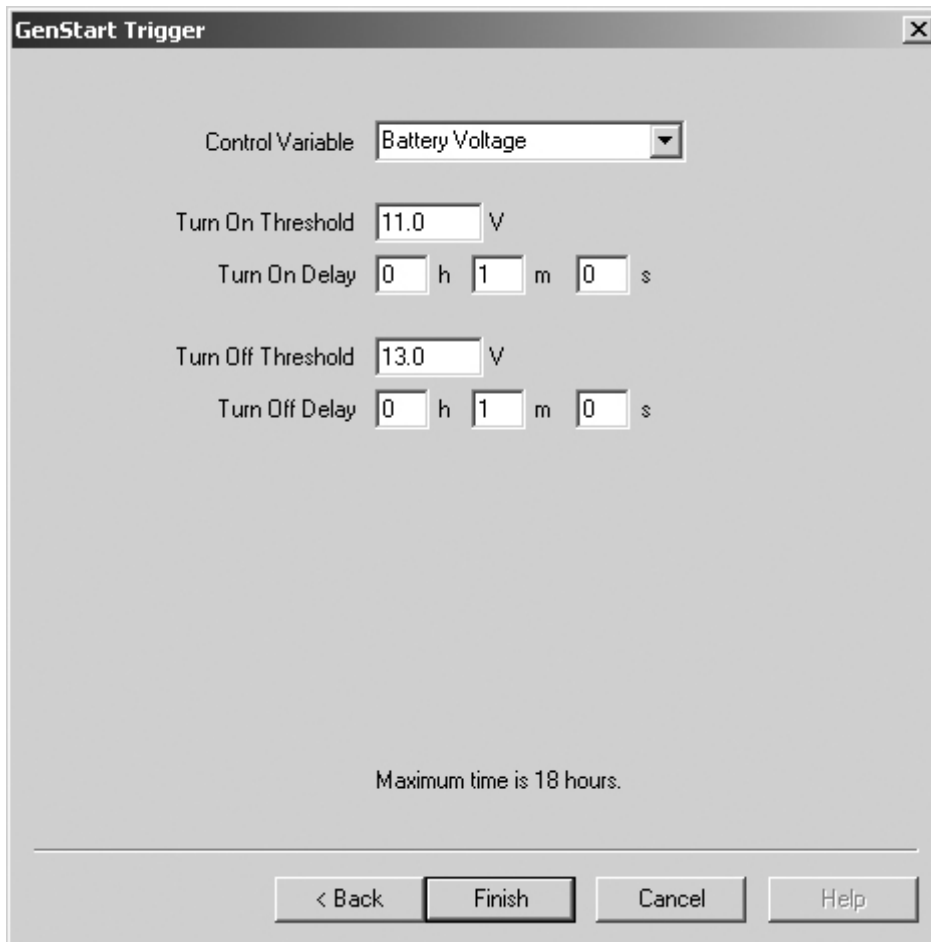 GenStart Trigger
Control Variable Battery Voltage
Turn On Threshold 11.0 V
Turn On Delay 0 h 1 m 0 s
Turn Off Threshold 13.0 V
Turn Off Delay 0 h 1 m 0 s
Maximum time is 18 hours.
< Back Finish Cancel Help